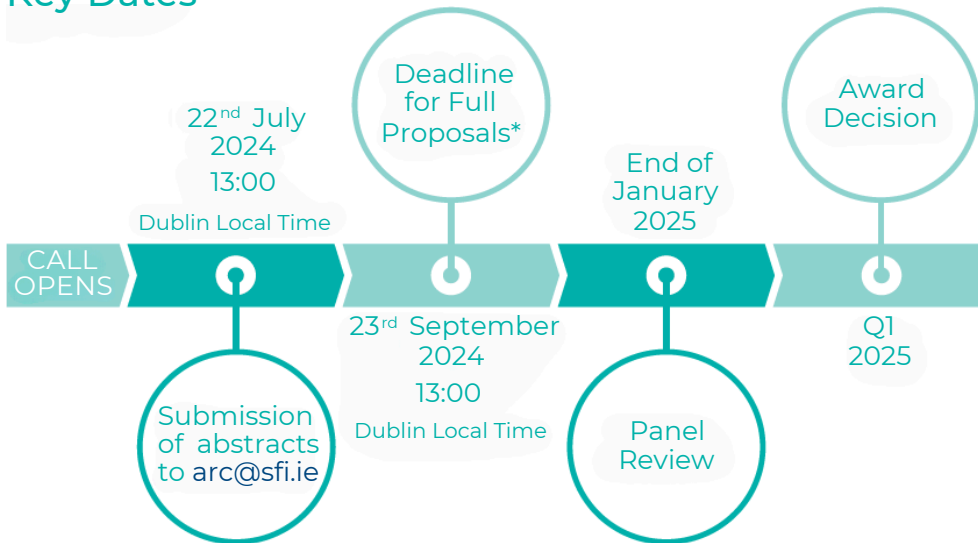 Key Dates
CALL
OPENS
22nd July
2024
13:00
Dublin Local Time
Submission
of abstracts
to arc@sfi.ie
Deadline
for Full
Proposals*
23rd September
2024
13:00
Dublin Local Time
End of
January
2025
Panel
Review
Award
Decision
Q1
2025